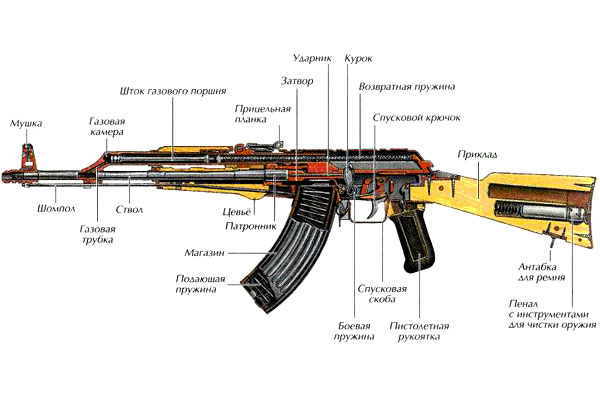 Ударник
Курок
Затвор
Шток газового поршня
Возвратная пружина
Прицельная
планка
Спусковой крючок
Мушка
Газовая
камера
Приклад
Шомпол
Ствол
Цевьё
Патронник
Газовая
трубка
Магазин
Подающая
пружина
Спусковая
скоба
Антабка
для ремня
Боевая
пружина
Пистолетная
рукоятка
Пенал
с инструментами
для чистки оружия